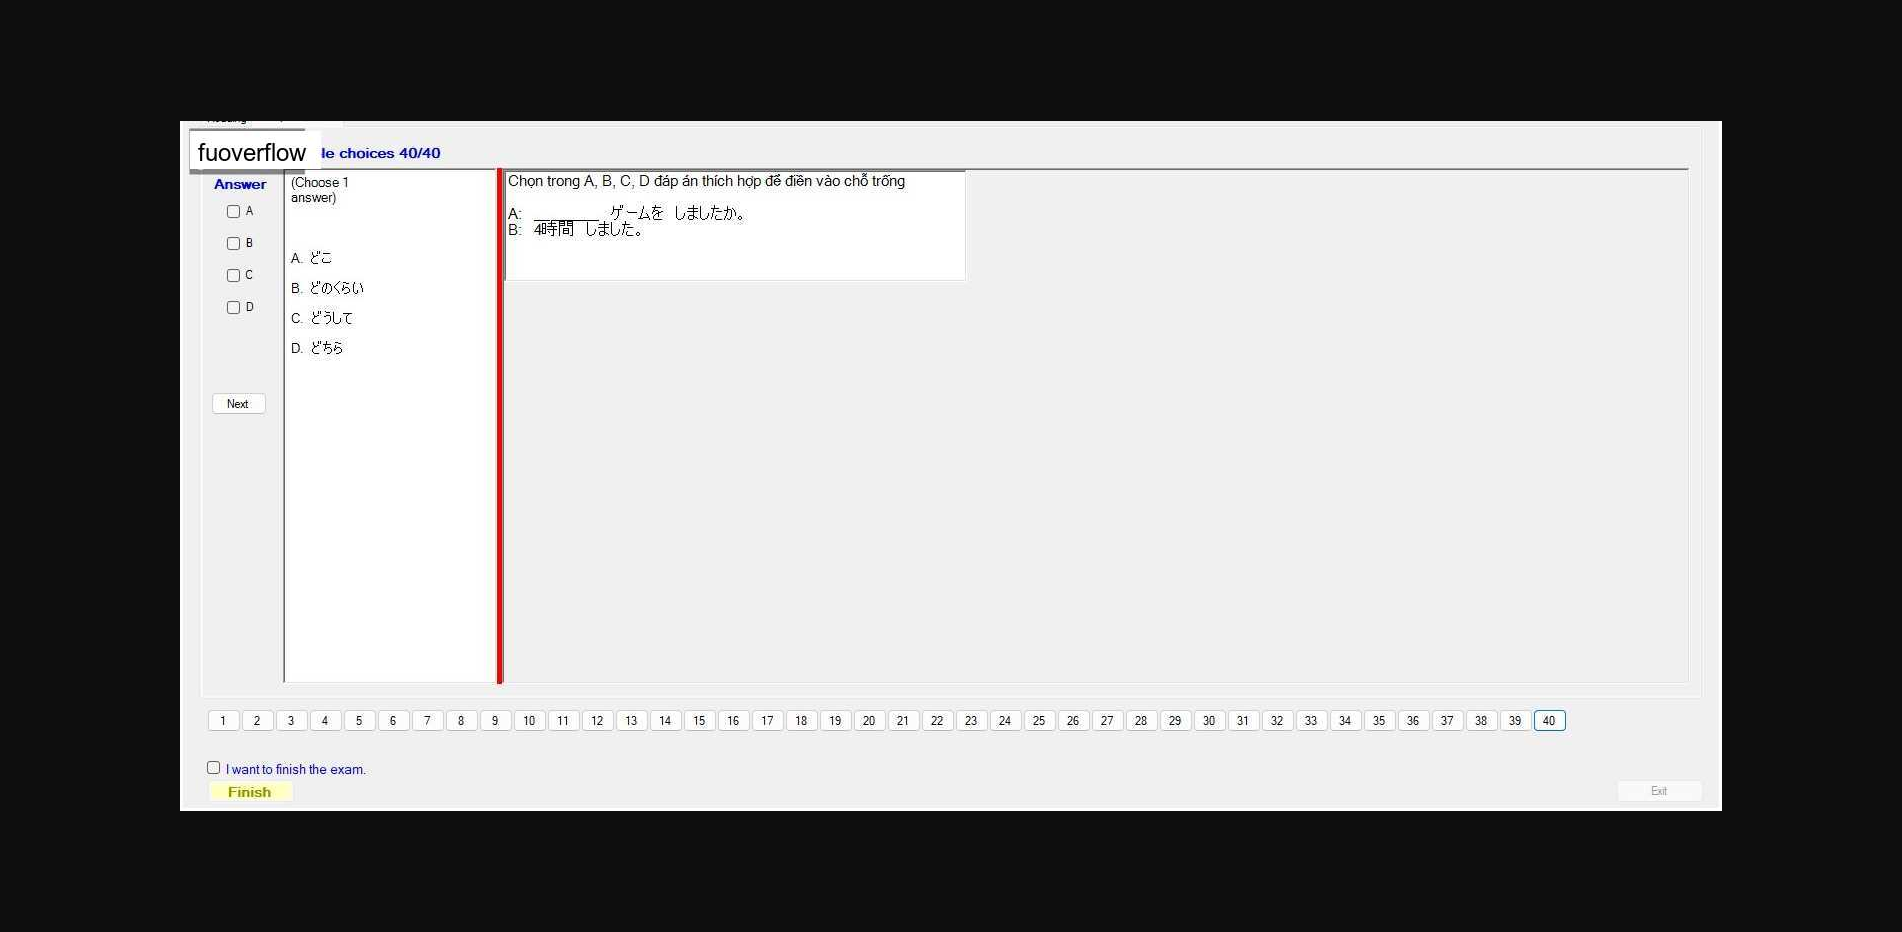 fuoverflow
le choices 40/40
Answer
A
B
C
D
Next
(Choose 1
answer)
A. どこ
B. どのくらい
C. どうして
D. どちら
Chọn trong A, B, C, D đáp án thích hợp để điền vào chỗ trống
A: ________ ゲームを しましたか。
B: 4時間 しました。
1 2 3 4 5 6 7 8 9 10 11 12 13 14 15 16 17 18 19 20 21 22 23 24 25 26 27 28 29 30 31 32 33 34 35 36 37 38 39 40
I want to finish the exam.
Finish
Exit